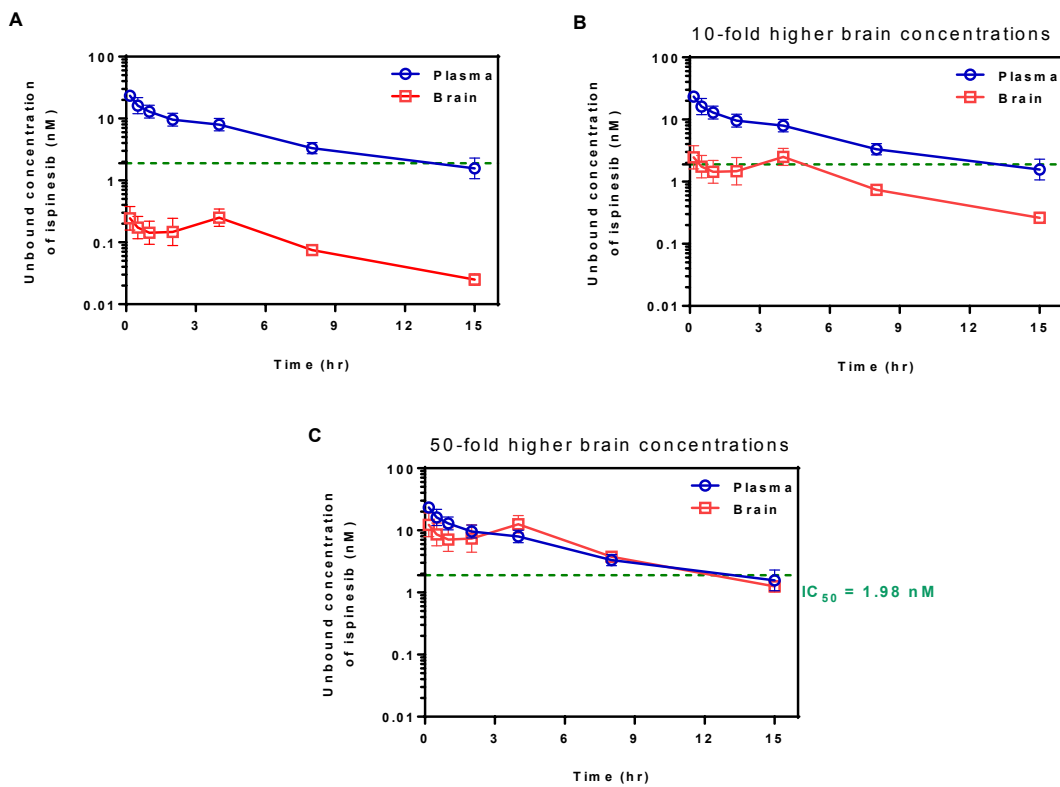 A
Unbound concentration
of ispinesib (nM)
100
10
1
0.1
0.01
Plasma
Brain
0 3 6 9 12 15
Time (hr)
B
10-fold higher brain concentrations
Unbound concentration
of ispinesib (nM)
100
10
1
0.1
0.01
Plasma
Brain
0 3 6 9 12 15
Time (hr)
C
50-fold higher brain concentrations
Unbound concentration
of ispinesib (nM)
100
10
1
0.1
0.01
Plasma
Brain
IC50 = 1.98 nM
0 3 6 9 12 15
Time (hr)